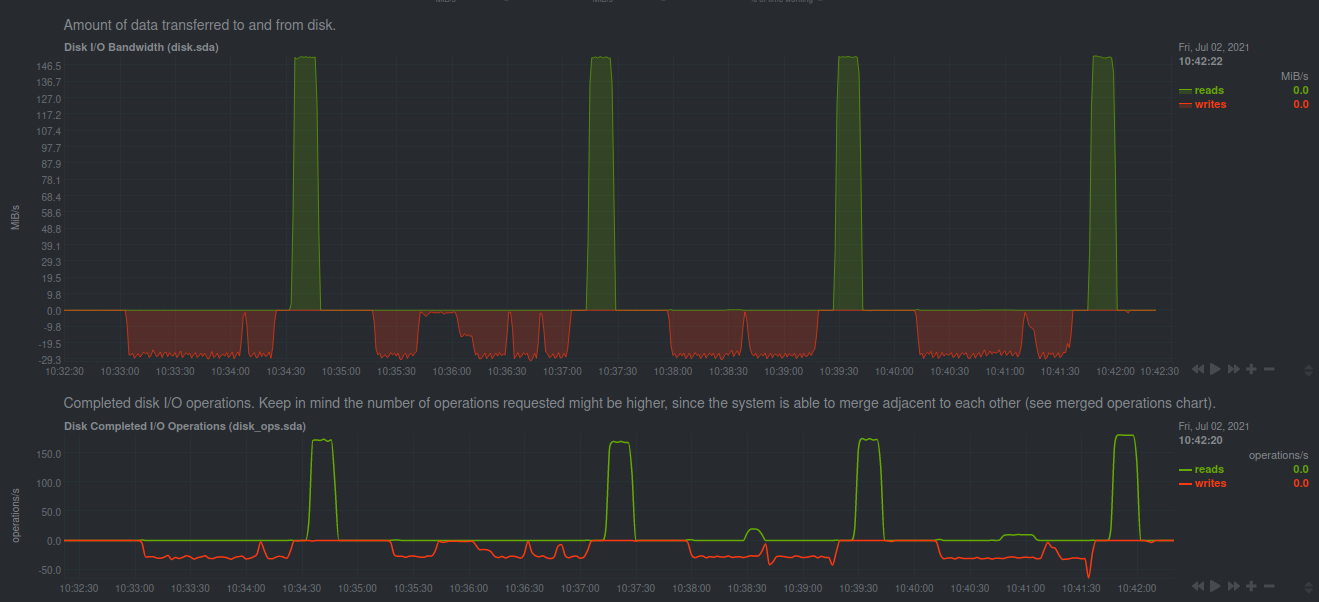 Amount of data transferred to and from disk.
Disk I/O Bandwidth (disk.sda)
Fri, Jul 02, 2021
10:42:22
MiB/s
reads 0.0
writes 0.0
146.5
136.7
127.0
117.2
107.4
97.7
87.9
78.1
68.4
58.6
48.8
39.1
29.3
19.5
9.8
0.0
-9.8
-19.5
-29.3
MiB/s
10:32:30 10:33:00 10:33:30 10:34:00 10:34:30 10:35:00 10:35:30 10:36:00 10:36:30 10:37:00 10:37:30 10:38:00 10:38:30 10:39:00 10:39:30 10:40:00 10:40:30 10:41:00 10:41:30 10:42:00 10:42:30
Completed disk I/O operations. Keep in mind the number of operations requested might be higher, since the system is able to merge adjacent to each other (see merged operations chart).
Disk Completed I/O Operations (disk_ops.sda)
Fri, Jul 02, 2021
10:42:20
operations/s
reads 0.0
writes 0.0
150.0
100.0
50.0
0.0
-50.0
operations/s
10:32:30 10:33:00 10:33:30 10:34:00 10:34:30 10:35:00 10:35:30 10:36:00 10:36:30 10:37:00 10:37:30 10:38:00 10:38:30 10:39:00 10:39:30 10:40:00 10:40:30 10:41:00 10:41:30 10:42:00